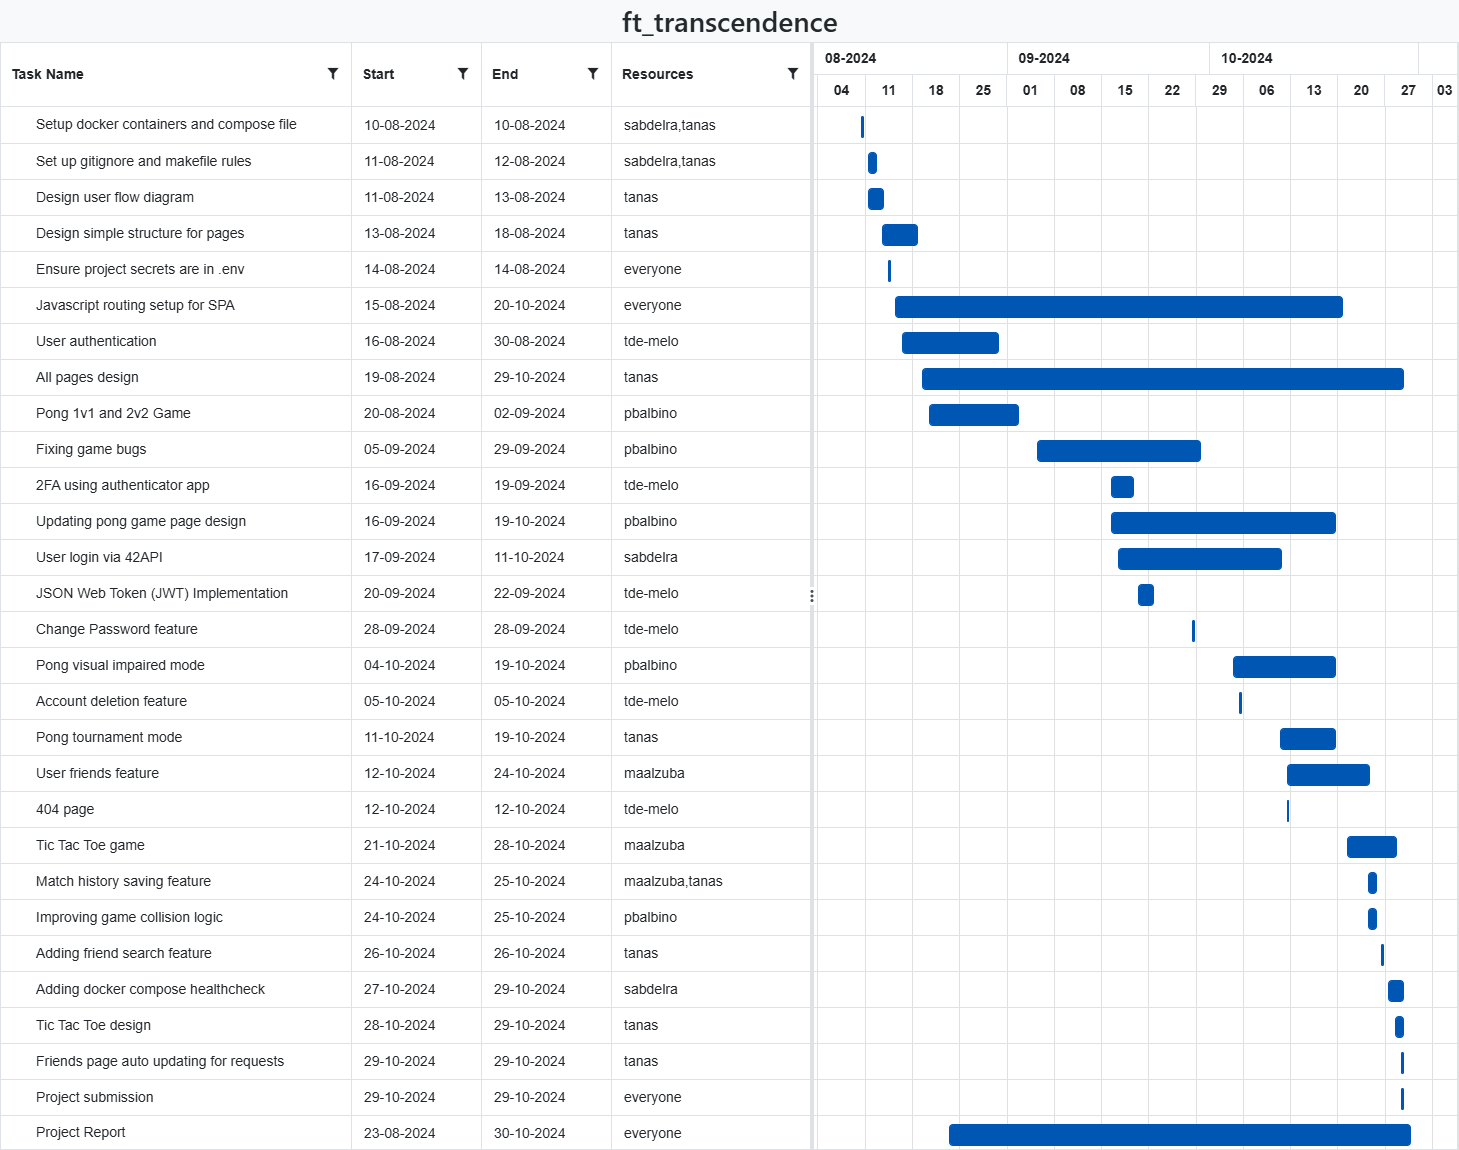 ft_transcendence
Task Name Start End Resources 08-2024 09-2024 10-2024
04 11 18 25 01 08 15 22 29 06 13 20 27 03
Setup docker containers and compose file 10-08-2024 10-08-2024 sabdelra,tanas
Set up gitignore and makefile rules 11-08-2024 12-08-2024 sabdelra,tanas
Design user flow diagram 11-08-2024 13-08-2024 tanas
Design simple structure for pages 13-08-2024 18-08-2024 tanas
Ensure project secrets are in .env 14-08-2024 14-08-2024 everyone
Javascript routing setup for SPA 15-08-2024 20-10-2024 everyone
User authentication 16-08-2024 30-08-2024 tde-melo
All pages design 19-08-2024 29-10-2024 tanas
Pong 1v1 and 2v2 Game 20-08-2024 02-09-2024 pbalbino
Fixing game bugs 05-09-2024 29-09-2024 pbalbino
2FA using authenticator app 16-09-2024 19-09-2024 tde-melo
Updating pong game page design 16-09-2024 19-10-2024 pbalbino
User login via 42API 17-09-2024 11-10-2024 sabdelra
JSON Web Token (JWT) Implementation 20-09-2024 22-09-2024 tde-melo
Change Password feature 28-09-2024 28-09-2024 tde-melo
Pong visual impaired mode 04-10-2024 19-10-2024 pbalbino
Account deletion feature 05-10-2024 05-10-2024 tde-melo
Pong tournament mode 11-10-2024 19-10-2024 tanas
User friends feature 12-10-2024 24-10-2024 maalzuba
404 page 12-10-2024 12-10-2024 tde-melo
Tic Tac Toe game 21-10-2024 28-10-2024 maalzuba
Match history saving feature 24-10-2024 25-10-2024 maalzuba,tanas
Improving game collision logic 24-10-2024 25-10-2024 pbalbino
Adding friend search feature 26-10-2024 26-10-2024 tanas
Adding docker compose healthcheck 27-10-2024 29-10-2024 sabdelra
Tic Tac Toe design 28-10-2024 29-10-2024 tanas
Friends page auto updating for requests 29-10-2024 29-10-2024 tanas
Project submission 29-10-2024 29-10-2024 everyone
Project Report 23-08-2024 30-10-2024 everyone